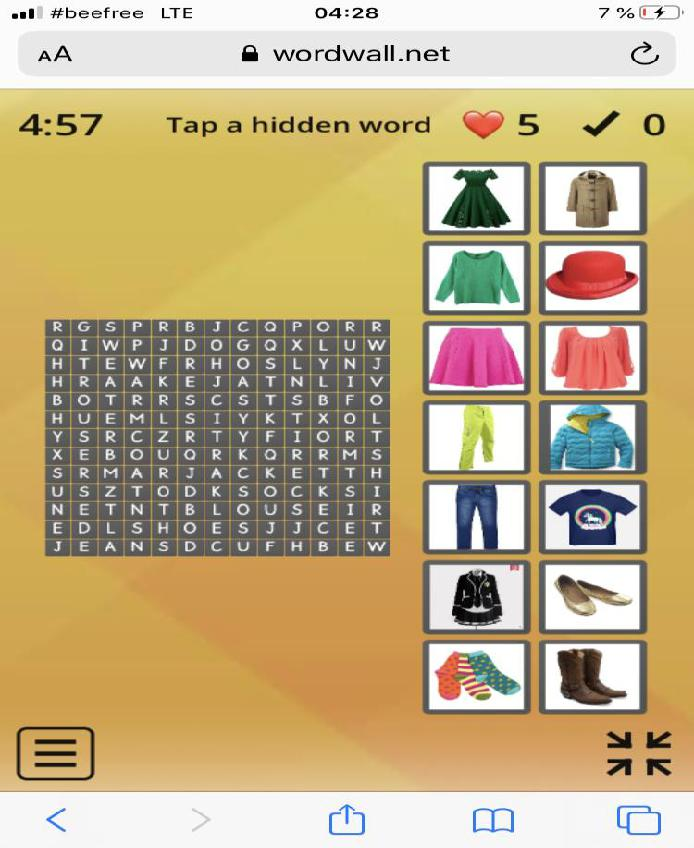 #beefree LTE 04:28 7 %
AA wordwall.net
4:57 Tap a hidden word 5 0
R G S P R B J C Q P O R R
Q I W P J D O G Q X L U W
H T E W F R H O S L Y N J
H R A A K E J A T N L I V
B O T R R S C S T S B F O
H U E M L S I Y K T X O L
Y S R C Z R T Y F I O R T
X E B O U Q R K Q R R M S
S R M A R J A C K E T T H
U S Z T O D K S O C K S I
N E T N T B L O U S E I R
E D L S H O E S J J C E T
J E A N S D C U F H B E W